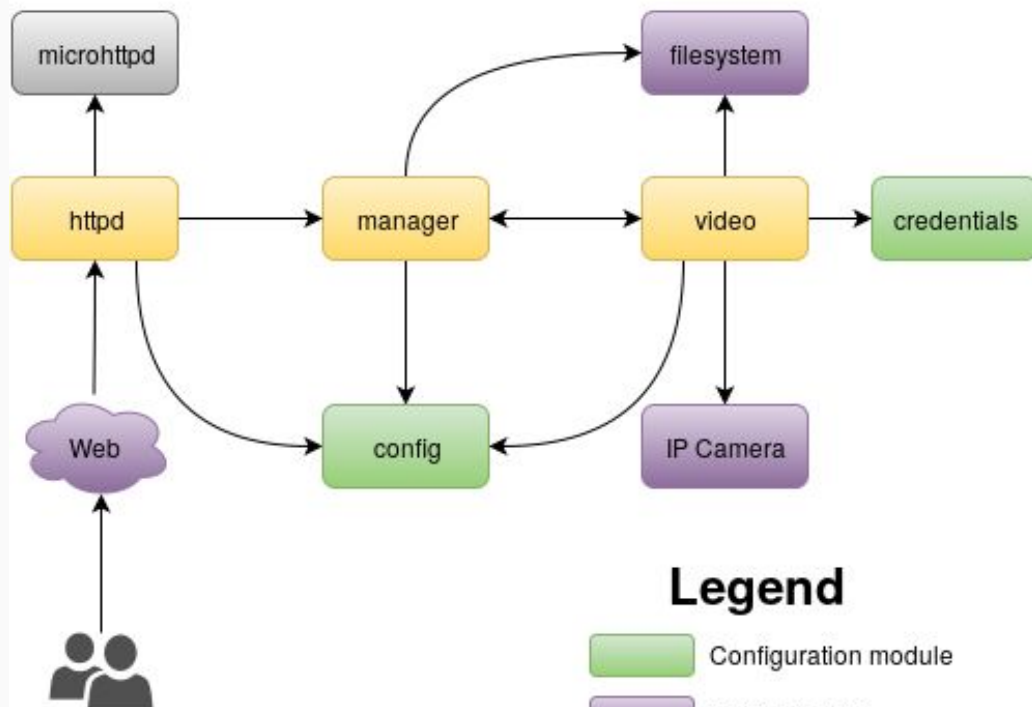 microhttpd
filesystem
httpd
manager
video
credentials
Web
config
IP Camera
Legend
Configuration module